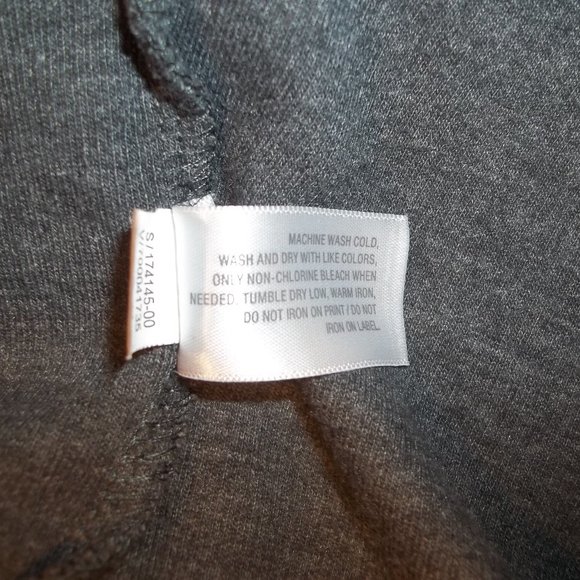 MACHINE WASH COLD,
WASH AND DRY WITH LIKE COLORS,
ONLY NON-CHLORINE BLEACH WHEN
NEEDED, TUMBLE DRY LOW, WARM IRON,
DO NOT IRON ON PRINT / DO NOT
IRON ON LABEL.
S/174145-00